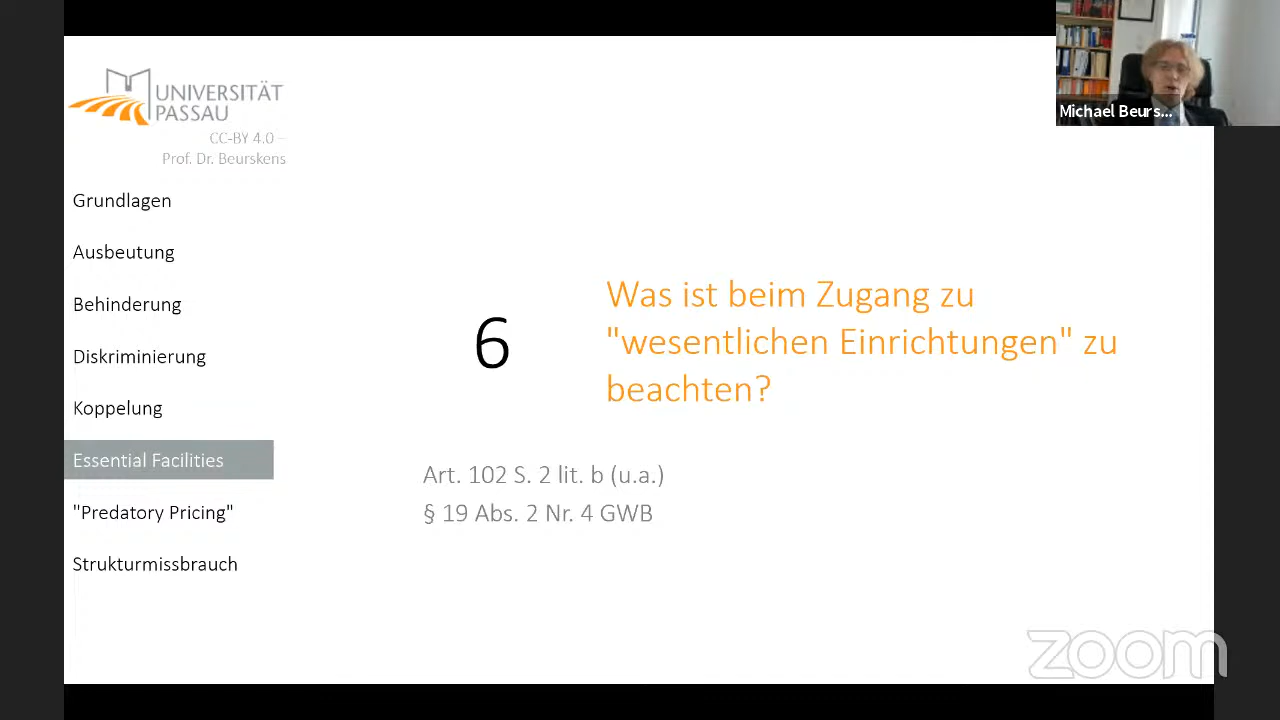 UNIVERSITÄT
PASSAU
CC-BY 4.0 –
Prof. Dr. Beurskens
Grundlagen
Ausbeutung
Behinderung
Diskriminierung
Koppelung
Essential Facilities
"Predatory Pricing"
Strukturmissbrauch
6
Was ist beim Zugang zu
"wesentlichen Einrichtungen" zu
beachten?
Art. 102 S. 2 lit. b (u.a.)
§ 19 Abs. 2 Nr. 4 GWB
Michael Beurs...
zoom